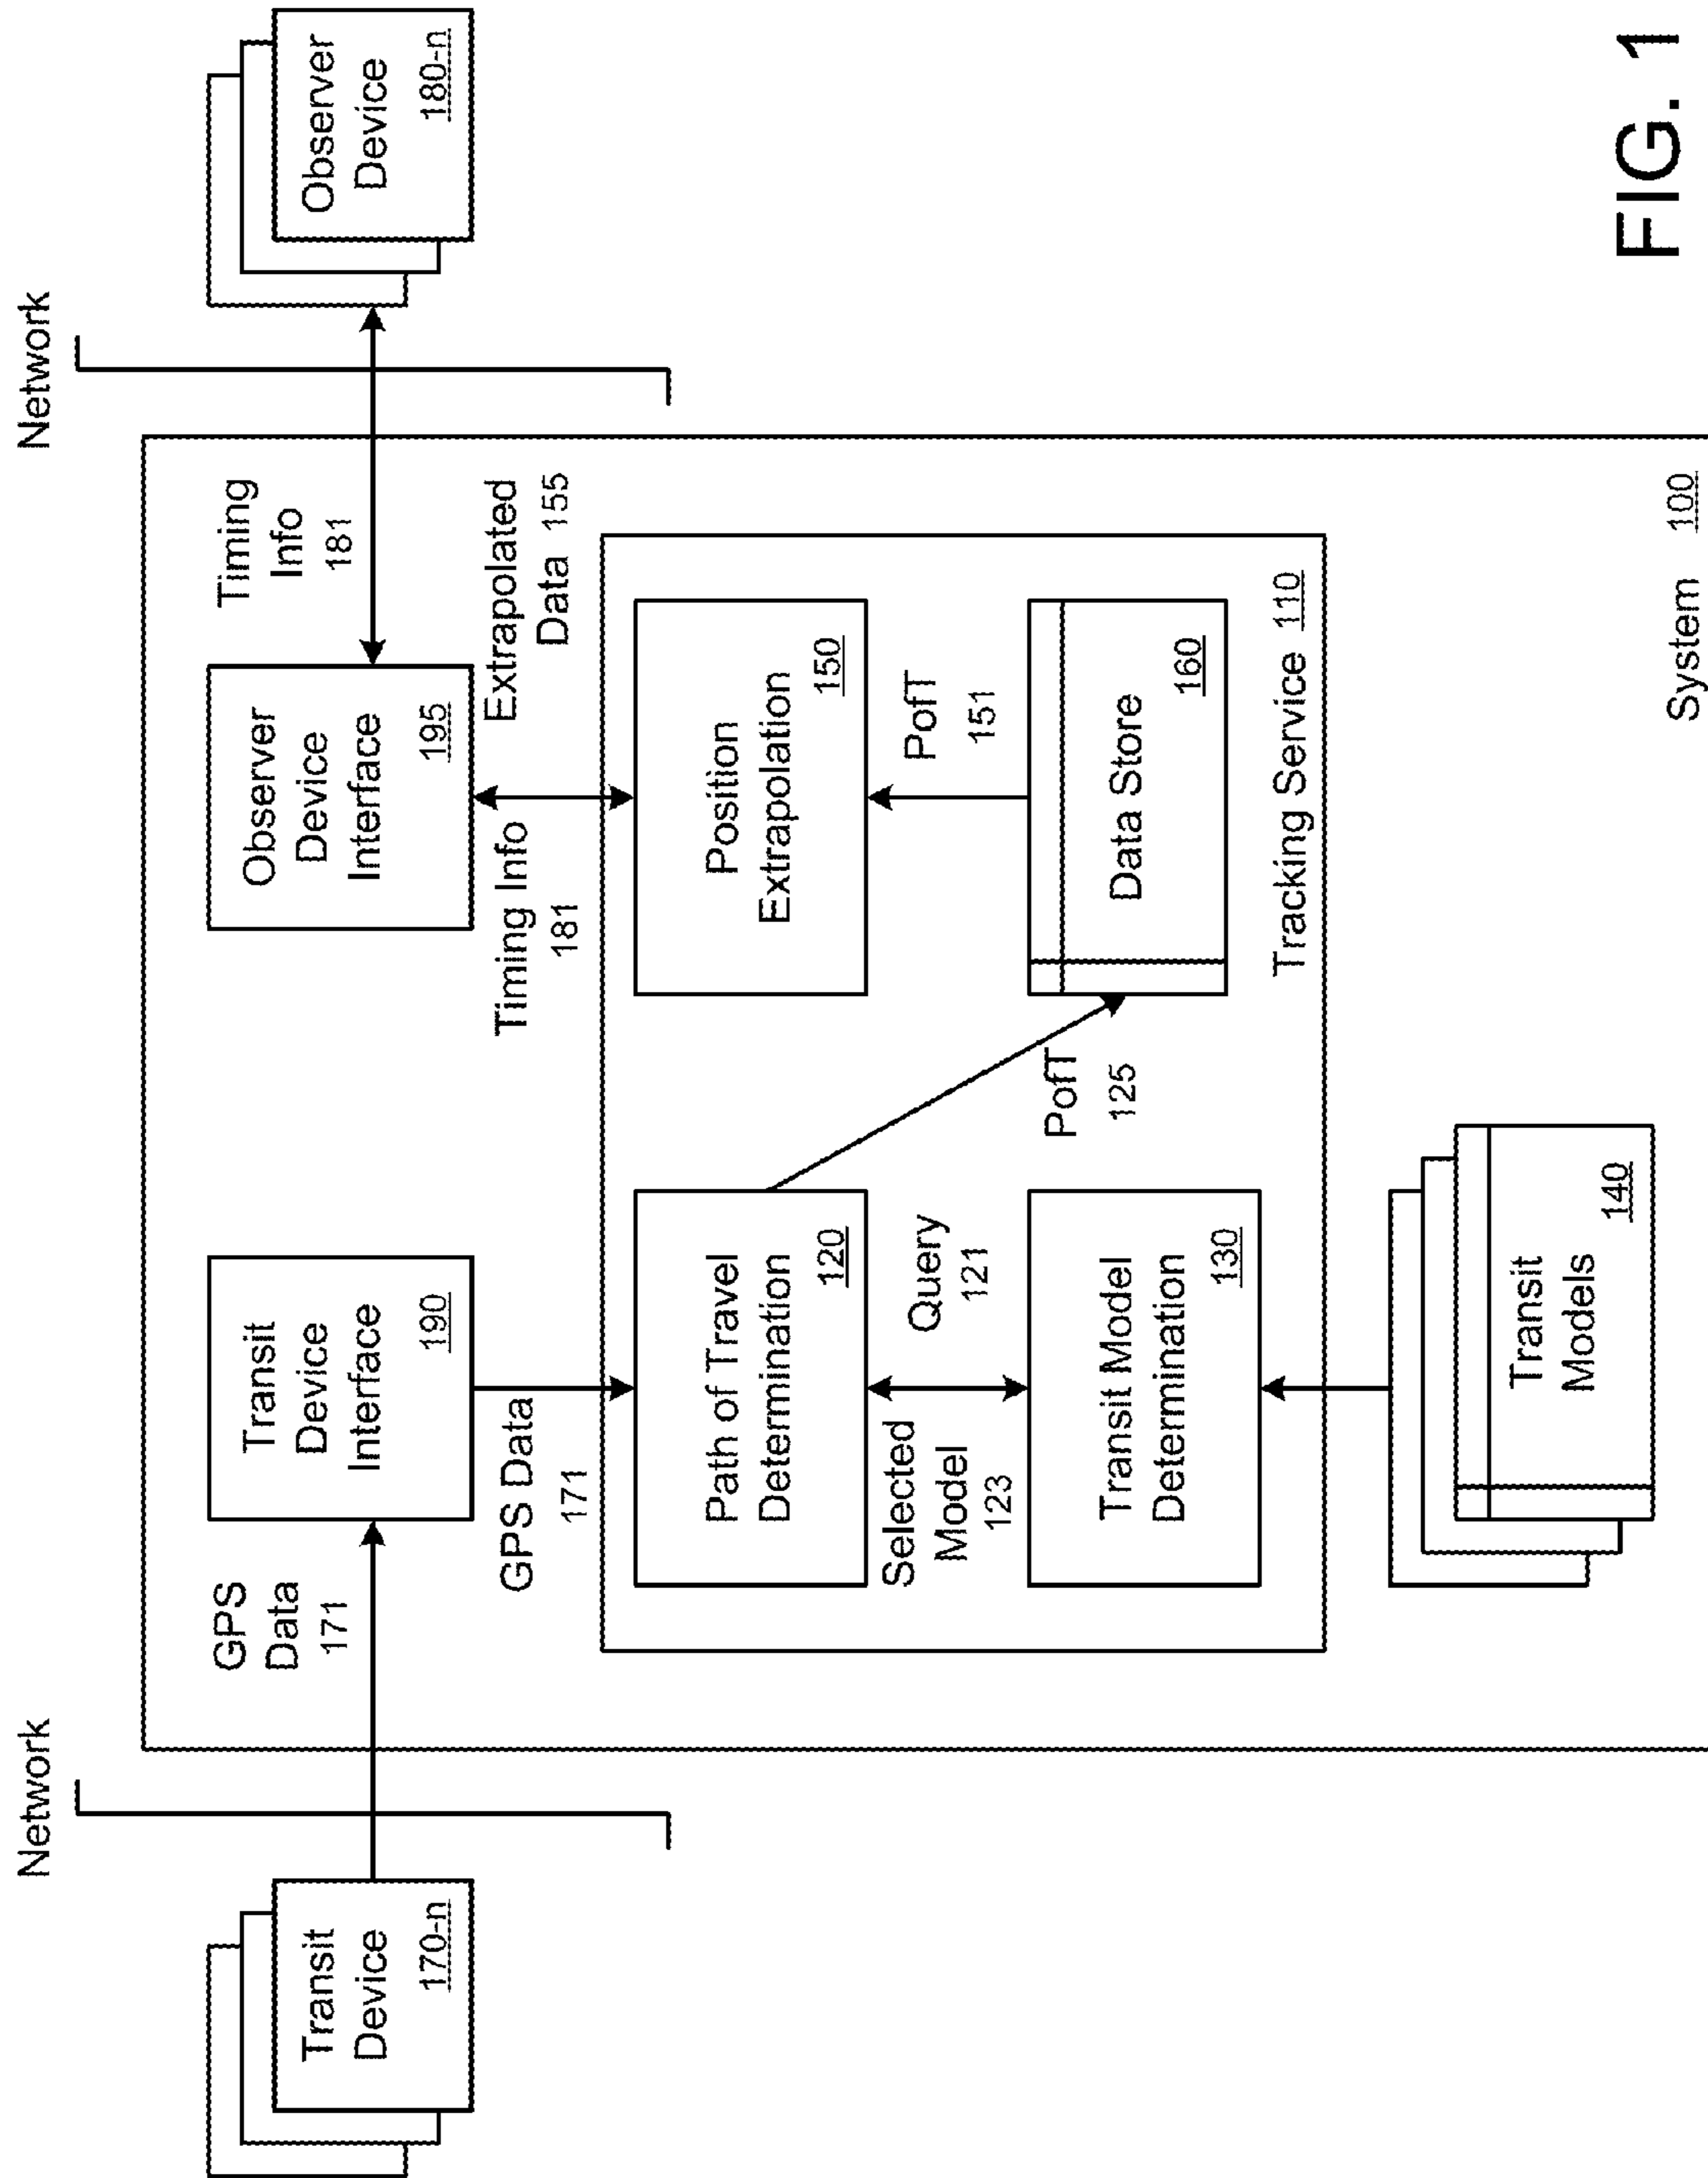 Network
Network
Transit
Device
170-n
GPS
Data
171
Transit
Device
Interface
190
Observer
Device
Interface
195
Timing
Info
181
Observer
Device
180-n
GPS Data
171
Timing Info
181
Extrapolated
Data 155
Path of Travel
Determination
120
Position
Extrapolation
150
Selected
Model
123
Query
121
PofT
125
PofT
151
Transit Model
Determination
130
Data Store
160
Tracking Service 110
Transit
Models
140
System 100
FIG. 1